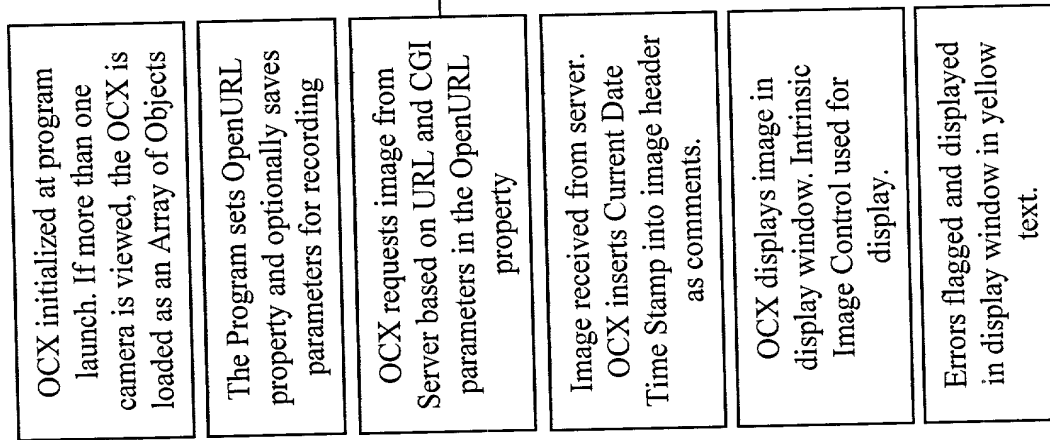 OCX initialized at program
launch. If more than one
camera is viewed, the OCX is
loaded as an Array of Objects
The Program sets OpenURL
property and optionally saves
parameters for recording
OCX requests image from
Server based on URL and CGI
parameters in the OpenURL
property
Image received from server.
OCX inserts Current Date
Time Stamp into image header
as comments.
OCX displays image in
display window. Intrinsic
Image Control used for
display.
Errors flagged and displayed
in display window in yellow
text.